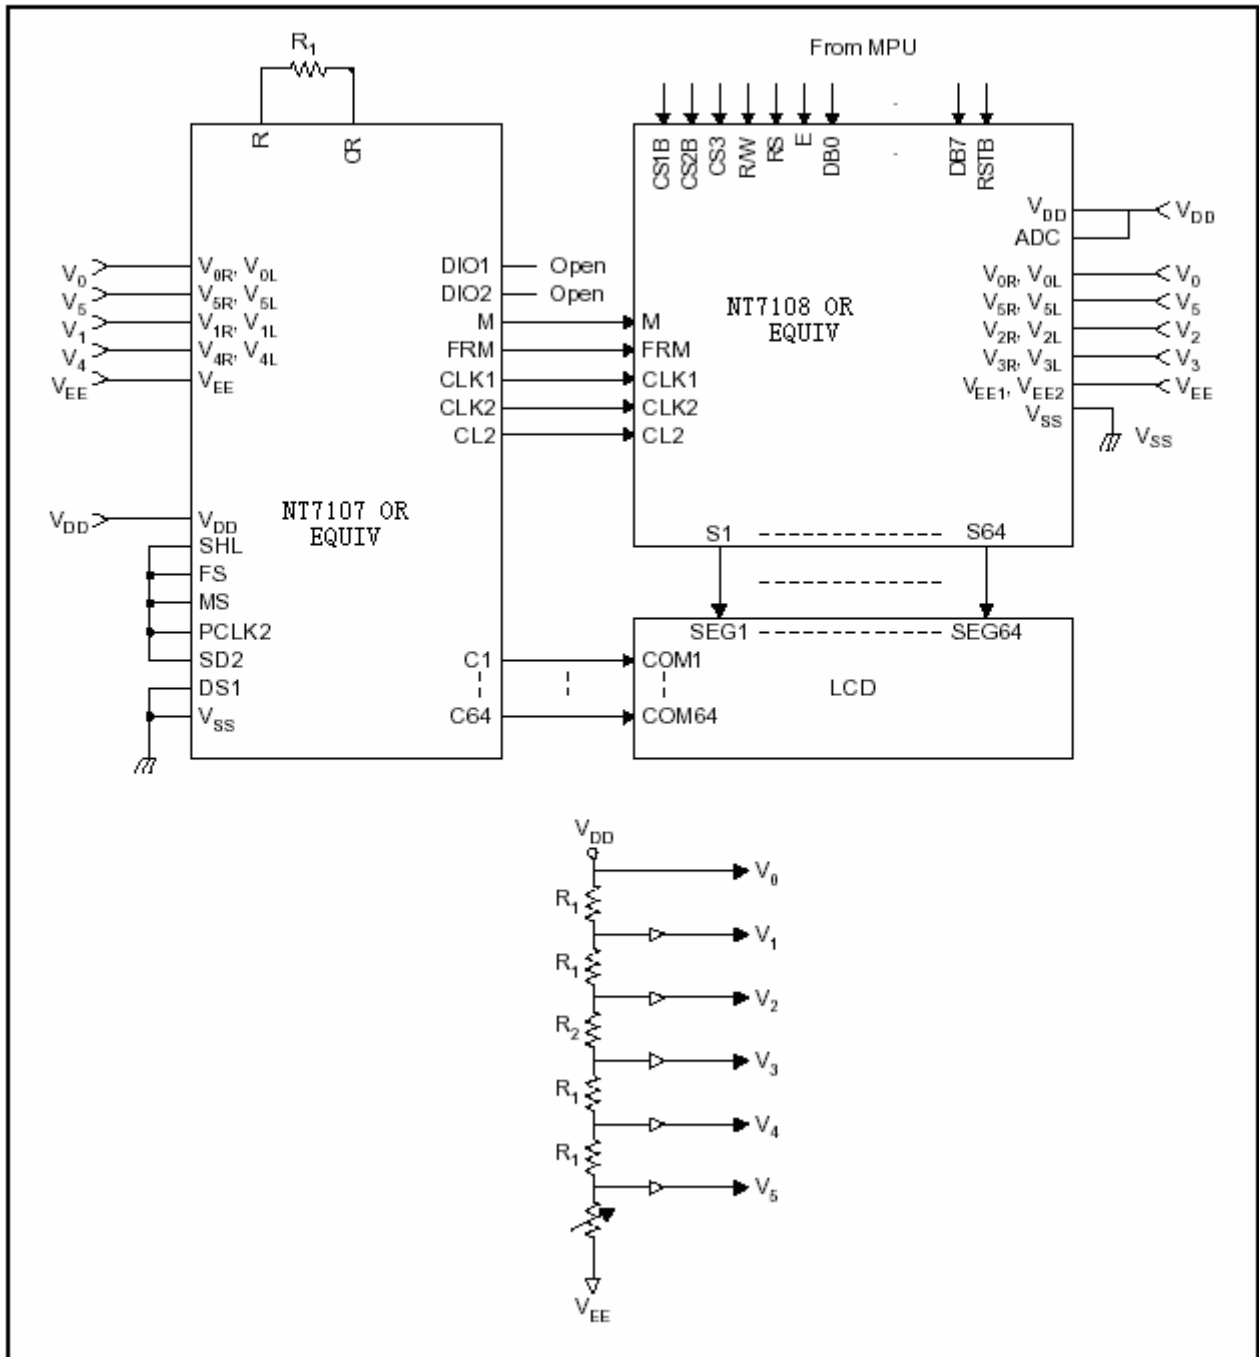 R1
From MPU
R
CR
CS1B
CS2B
CS3
R/W
RS
E
DB0
DB7
RSTB
V0
V5
V1
V4
VEE
V0R, V0L
V5R, V5L
V1R, V1L
V4R, V4L
VEE
DIO1
DIO2
M
FRM
CLK1
CLK2
CL2
Open
Open
M
FRM
CLK1
CLK2
CL2
NT7108 OR
EQUIV
VDD
ADC
V0R, V0L
V5R, V5L
V2R, V2L
V3R, V3L
VEE1, VEE2
VSS
VDD
V0
V5
V2
V3
VEE
VSS
VDD
VDD
SHL
FS
MS
PCLK2
SD2
DS1
VSS
NT7107 OR
EQUIV
C1
C64
S1
S64
SEG1
SEG64
COM1
COM64
LCD
VDD
V0
R1
V1
R1
V2
R2
V3
R1
V4
R1
V5
VEE